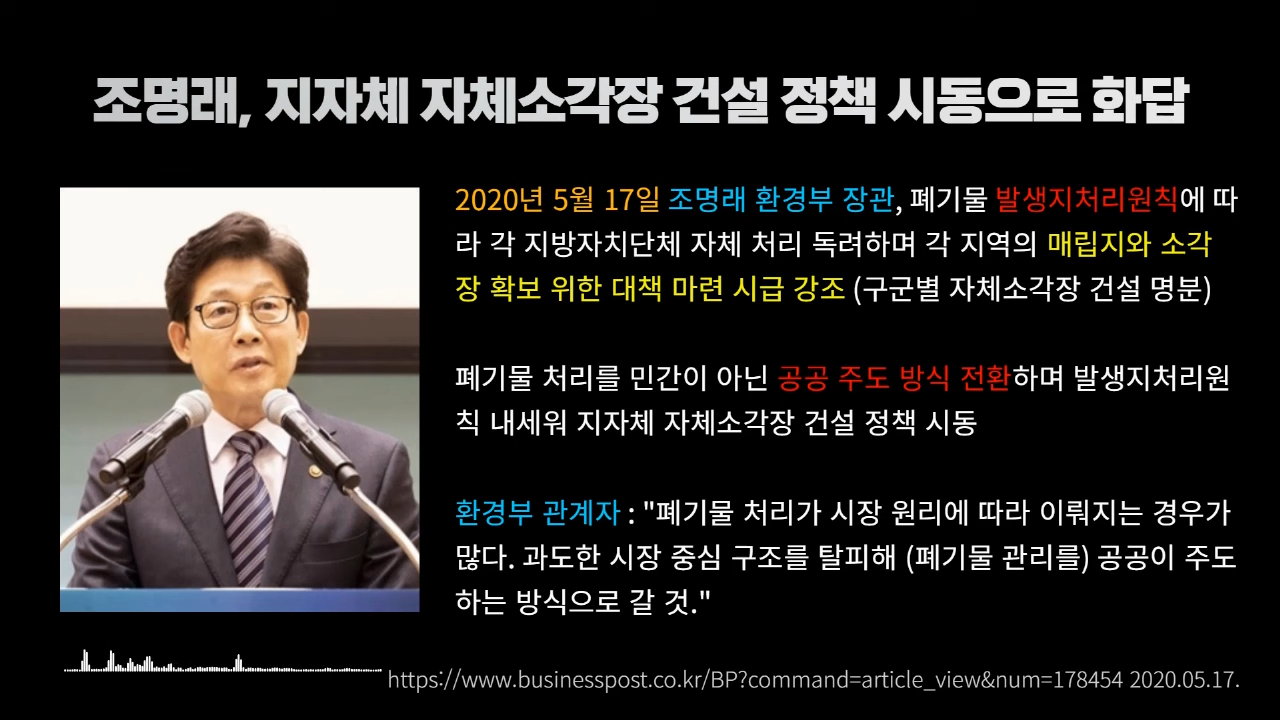 조명래, 지자체 자체소각장 건설 정책 시동으로 화답
2020년 5월 17일 조명래 환경부 장관, 폐기물 발생지처리원칙에 따
라 각 지방자치단체 자체 처리 독려하며 각 지역의 매립지와 소각
장 확보 위한 대책 마련 시급 강조 (구군별 자체소각장 건설 명분)
폐기물 처리를 민간이 아닌 공공 주도 방식 전환하며 발생지처리원
칙 내세워 지자체 자체소각장 건설 정책 시동
환경부 관계자 : "폐기물 처리가 시장 원리에 따라 이뤄지는 경우가
많다. 과도한 시장 중심 구조를 탈피해 (폐기물 관리를) 공공이 주도
하는 방식으로 갈 것."
https://www.businesspost.co.kr/BP?command=article_view&num=178454 2020.05.17.